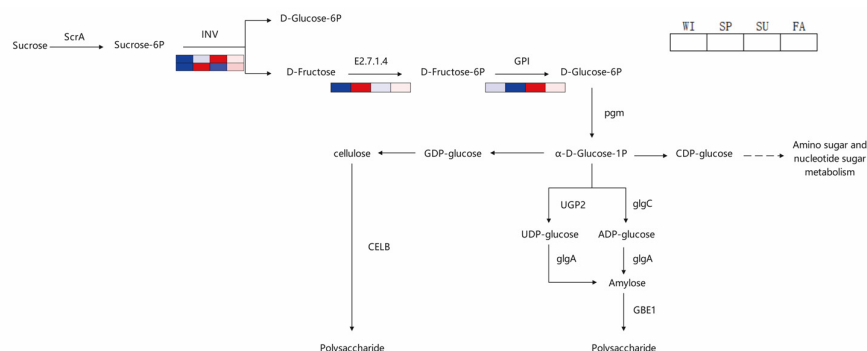 D-Glucose-6P
WI SP SU FA
Sucrose
ScrA
Sucrose-6P
INV
D-Fructose
E2.7.1.4
D-Fructose-6P
GPI
D-Glucose-6P
pgm
cellulose
GDP-glucose
α-D-Glucose-1P
CDP-glucose
Amino sugar and
nucleotide sugar
metabolism
UGP2
glgC
UDP-glucose
ADP-glucose
CELB
glgA
glgA
Amylose
GBE1
Polysaccharide
Polysaccharide